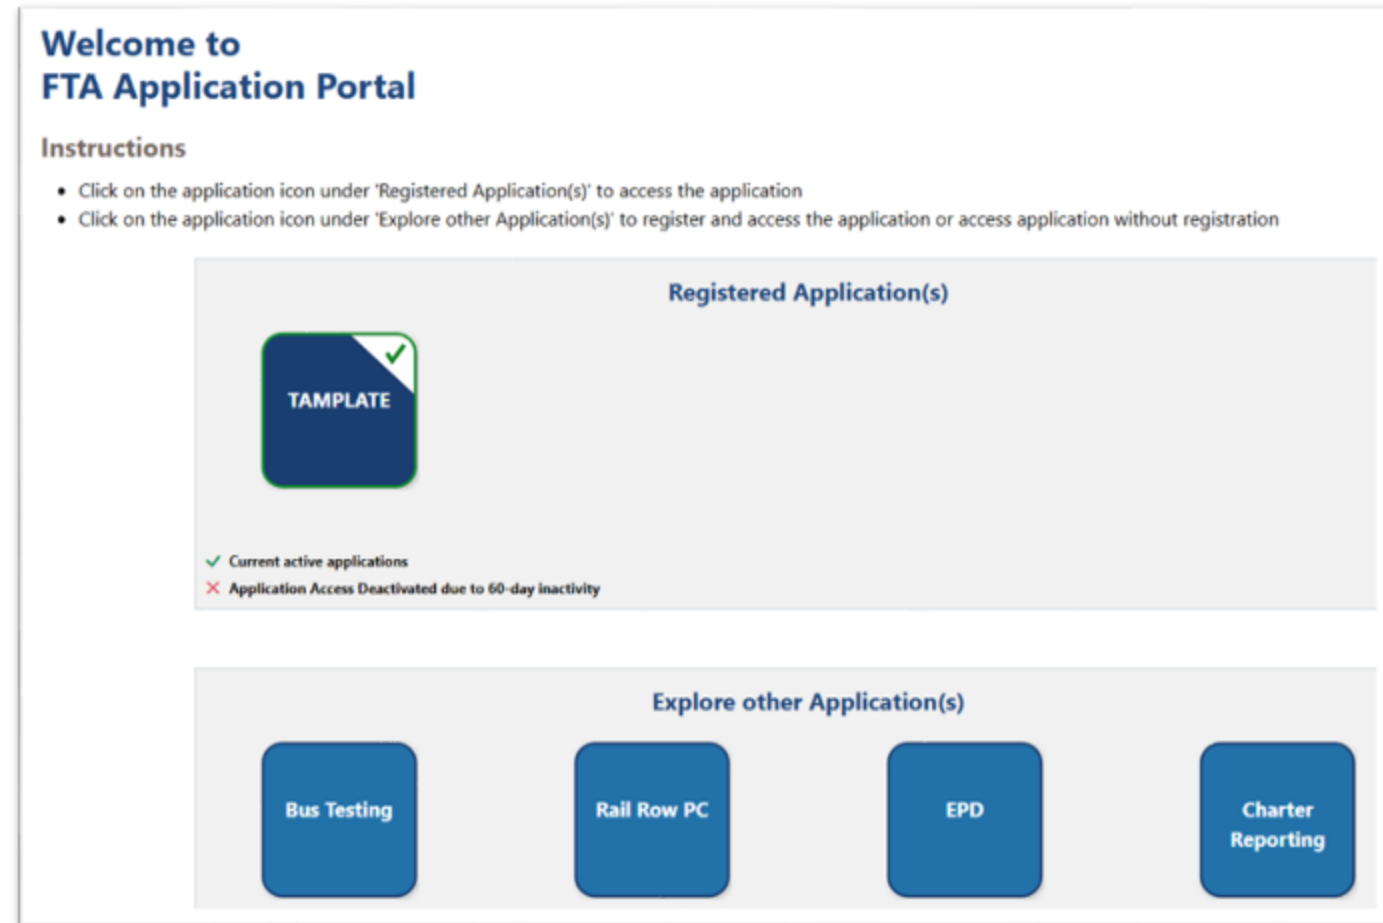 Welcome to
FTA Application Portal
Instructions
• Click on the application icon under 'Registered Application(s)' to access the application
• Click on the application icon under 'Explore other Application(s)' to register and access the application or access application without registration
Registered Application(s)
TAMPLATE
Current active applications
Application Access Deactivated due to 60-day inactivity
Explore other Application(s)
Bus Testing
Rail Row PC
EPD
Charter
Reporting